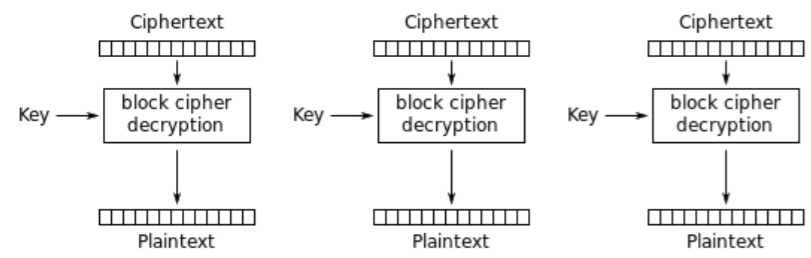 Ciphertext Ciphertext Ciphertext
Key block cipher decryption Key block cipher decryption Key block cipher decryption
Plaintext Plaintext Plaintext